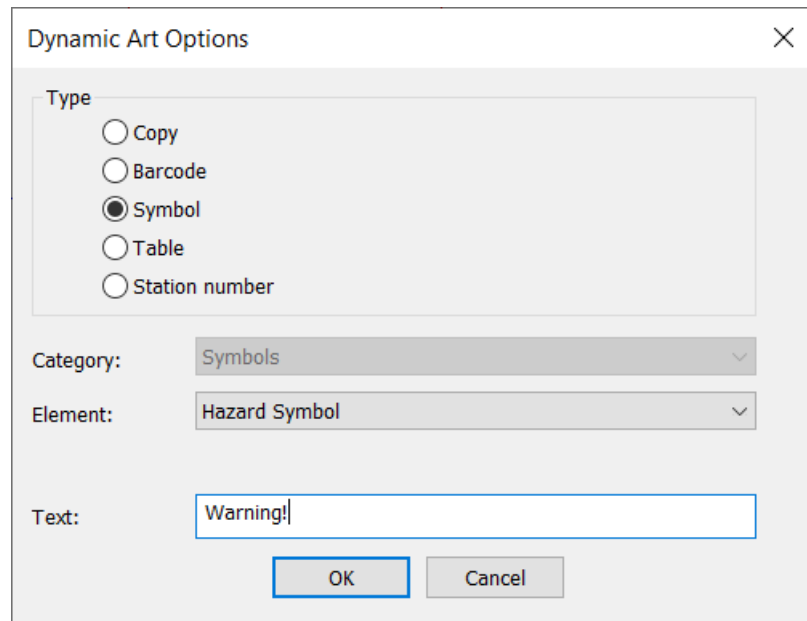 Dynamic Art Options
Type
Copy
Barcode
Symbol
Table
Station number
Category: Symbols
Element: Hazard Symbol
Text: Warning!
OK Cancel